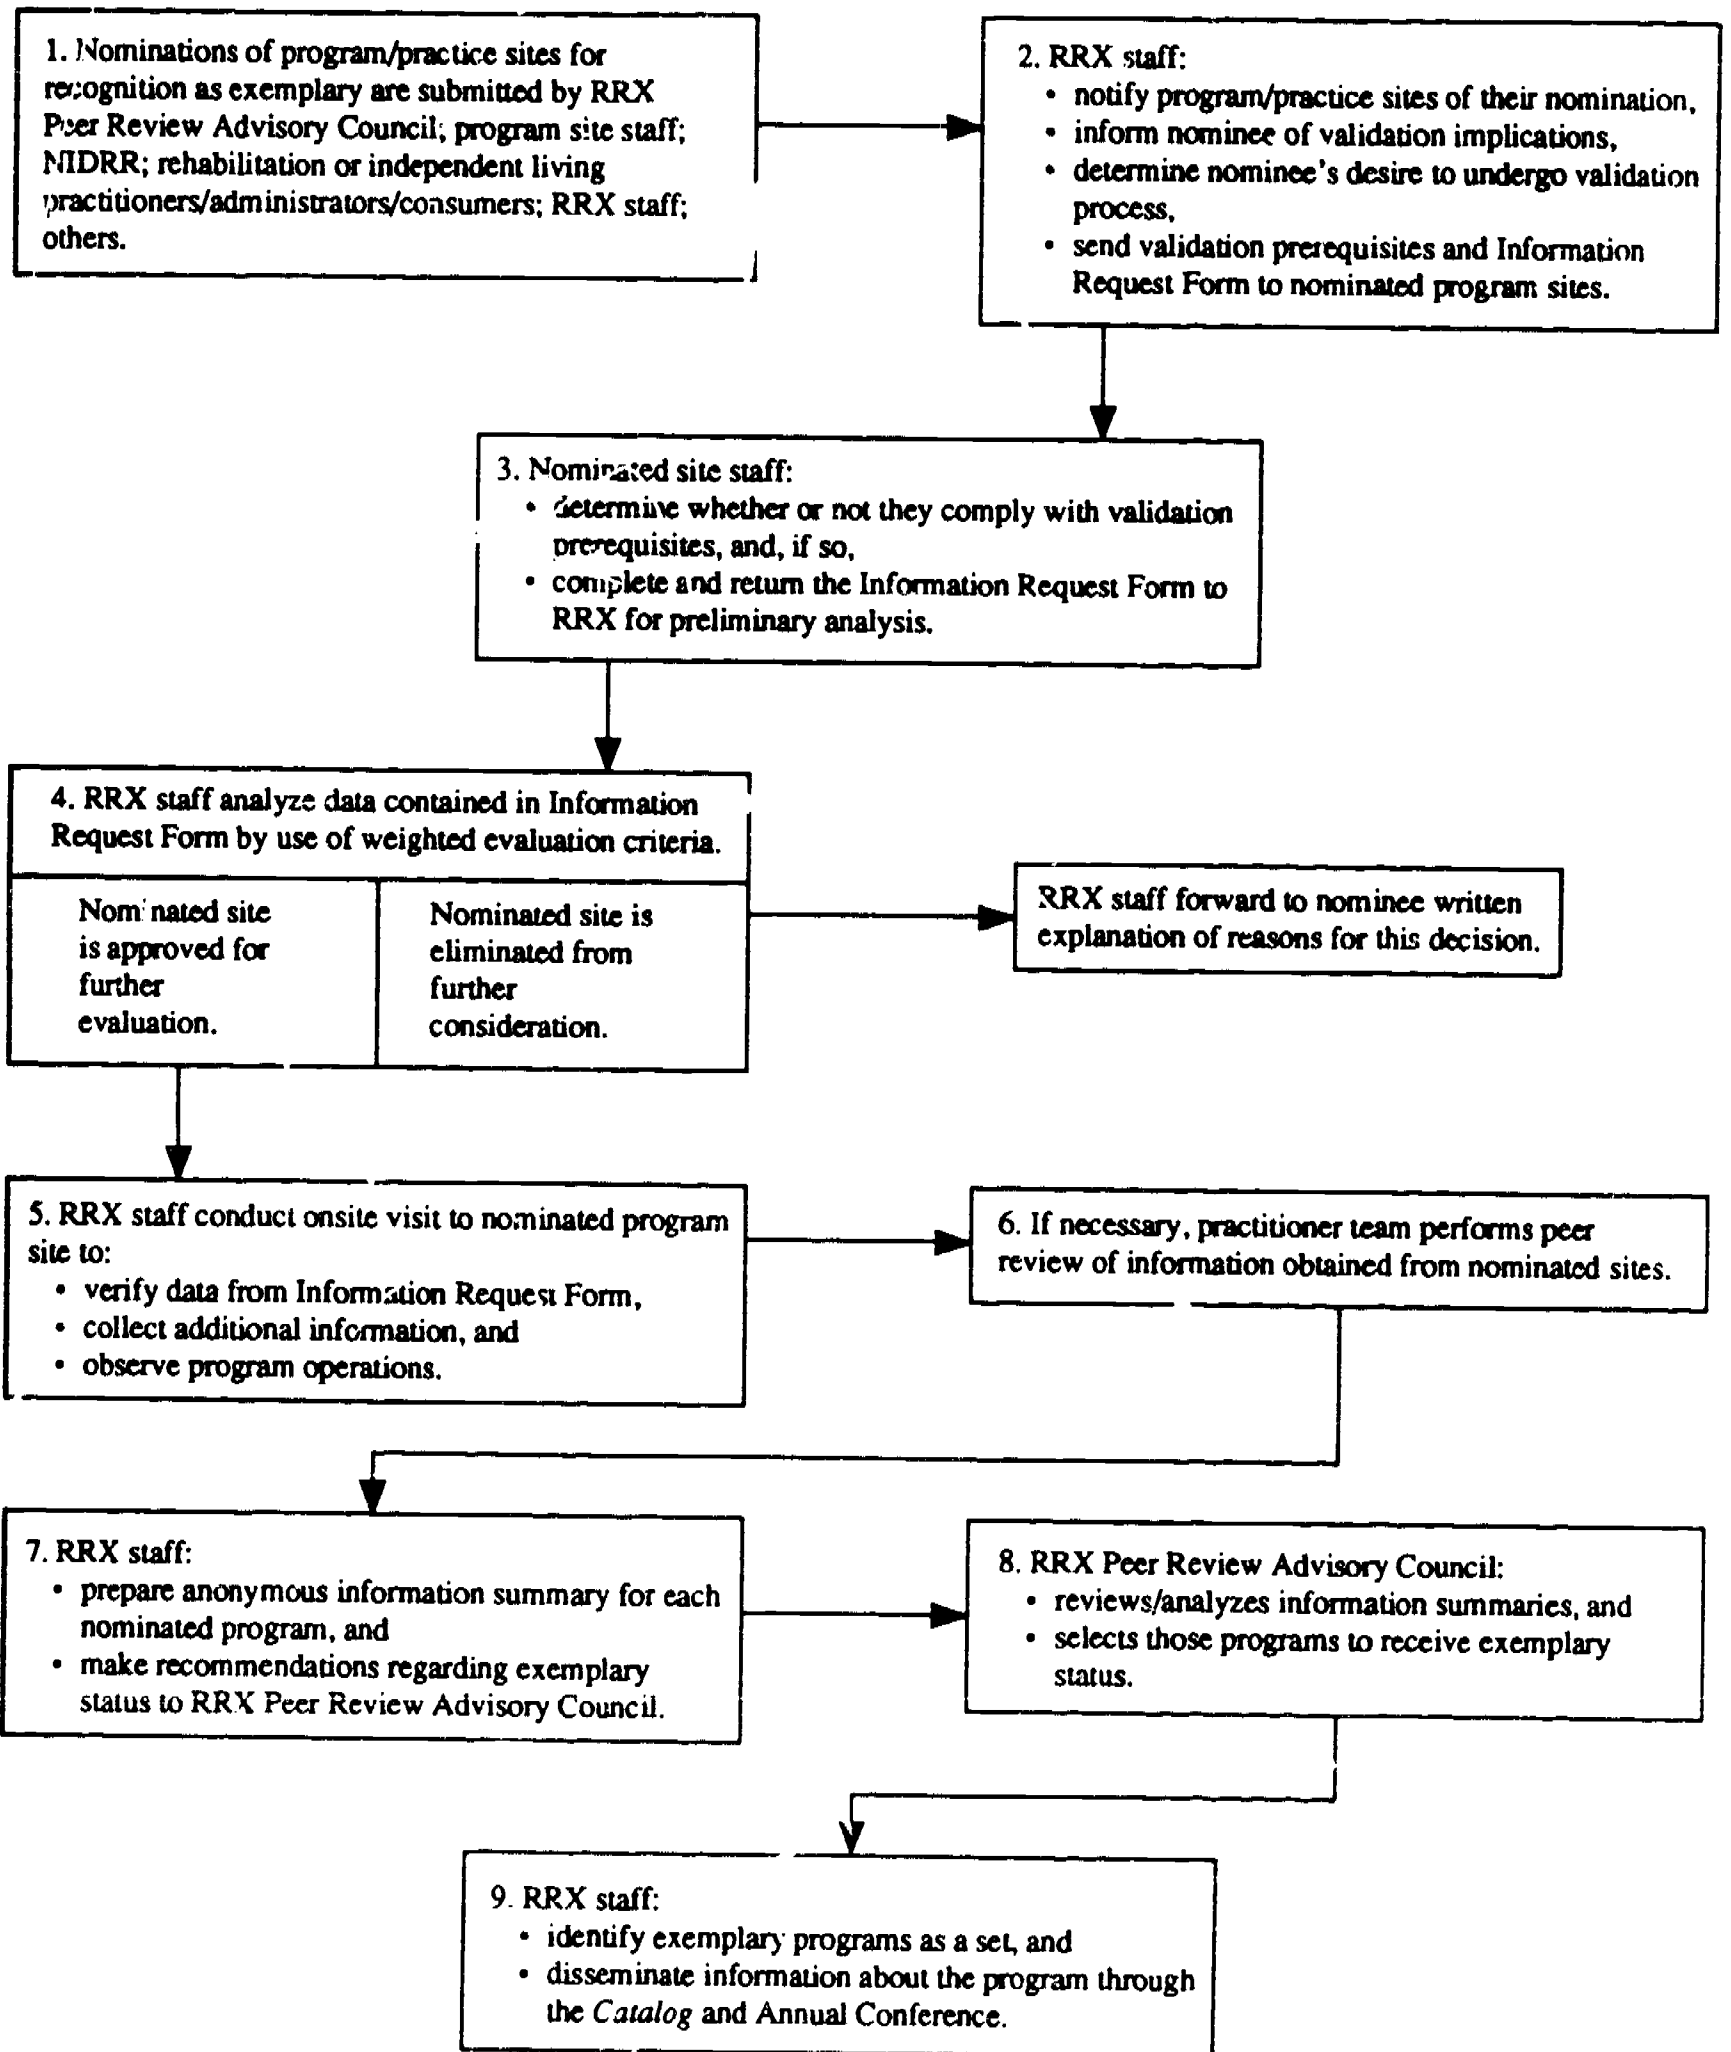 1. Nominations of program/practice sites for
recognition as exemplary are submitted by RRX
Peer Review Advisory Council; program site staff;
NIDRR; rehabilitation or independent living
practitioners/administrators/consumers; RRX staff;
others.
2. RRX staff:
• notify program/practice sites of their nomination,
• inform nominee of validation implications,
• determine nominee's desire to undergo validation
process,
• send validation prerequisites and Information
Request Form to nominated program sites.
3. Nominated site staff:
• determine whether or not they comply with validation
prerequisites, and, if so,
• complete and return the Information Request Form to
RRX for preliminary analysis.
4. RRX staff analyze data contained in Information
Request Form by use of weighted evaluation criteria.
Nominated site
is approved for
further
evaluation.
Nominated site is
eliminated from
further
consideration.
RRX staff forward to nominee written
explanation of reasons for this decision.
5. RRX staff conduct onsite visit to nominated program
site to:
• verify data from Information Request Form,
• collect additional information, and
• observe program operations.
6. If necessary, practitioner team performs peer
review of information obtained from nominated sites.
7. RRX staff:
• prepare anonymous information summary for each
nominated program, and
• make recommendations regarding exemplary
status to RRX Peer Review Advisory Council.
8. RRX Peer Review Advisory Council:
• reviews/analyzes information summaries, and
• selects those programs to receive exemplary
status.
9. RRX staff:
• identify exemplary programs as a set, and
• disseminate information about the program through
the Catalog and Annual Conference.